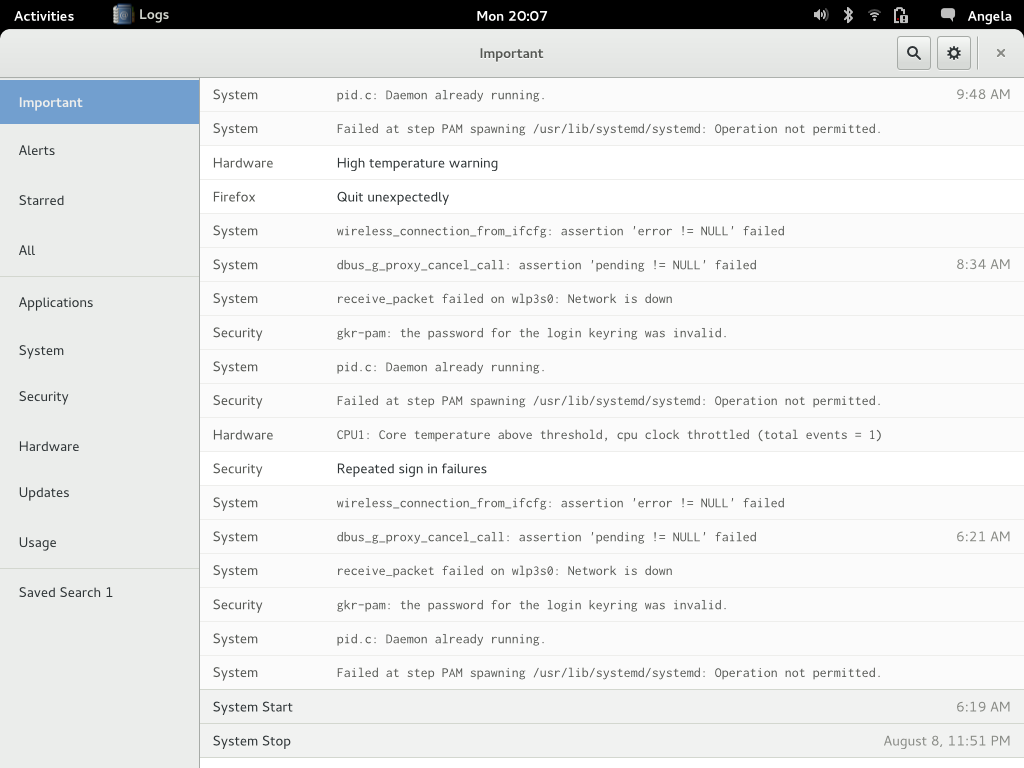 Activities Logs Mon 20:07 Angela
Important
Important
Alerts
Starred
All
Applications
System
Security
Hardware
Updates
Usage
Saved Search 1
System pid.c: Daemon already running. 9:48 AM
System Failed at step PAM spawning /usr/lib/systemd/systemd: Operation not permitted.
Hardware High temperature warning
Firefox Quit unexpectedly
System wireless_connection_from_ifcfg: assertion 'error != NULL' failed
System dbus_g_proxy_cancel_call: assertion 'pending != NULL' failed 8:34 AM
System receive_packet failed on wlp3s0: Network is down
Security gkr-pam: the password for the login keyring was invalid.
System pid.c: Daemon already running.
Security Failed at step PAM spawning /usr/lib/systemd/systemd: Operation not permitted.
Hardware CPU1: Core temperature above threshold, cpu clock throttled (total events = 1)
Security Repeated sign in failures
System wireless_connection_from_ifcfg: assertion 'error != NULL' failed
System dbus_g_proxy_cancel_call: assertion 'pending != NULL' failed 6:21 AM
System receive_packet failed on wlp3s0: Network is down
Security gkr-pam: the password for the login keyring was invalid.
System pid.c: Daemon already running.
System Failed at step PAM spawning /usr/lib/systemd/systemd: Operation not permitted.
System Start 6:19 AM
System Stop August 8, 11:51 PM